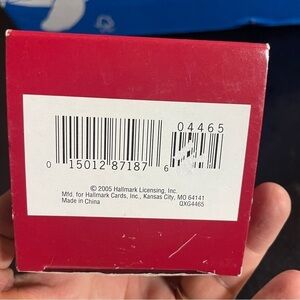 04465
0 15012 87187 6
© 2005 Hallmark Licensing, Inc.
Mfd. for Hallmark Cards, Inc., Kansas City, MO 64141
Made in China QXG4465